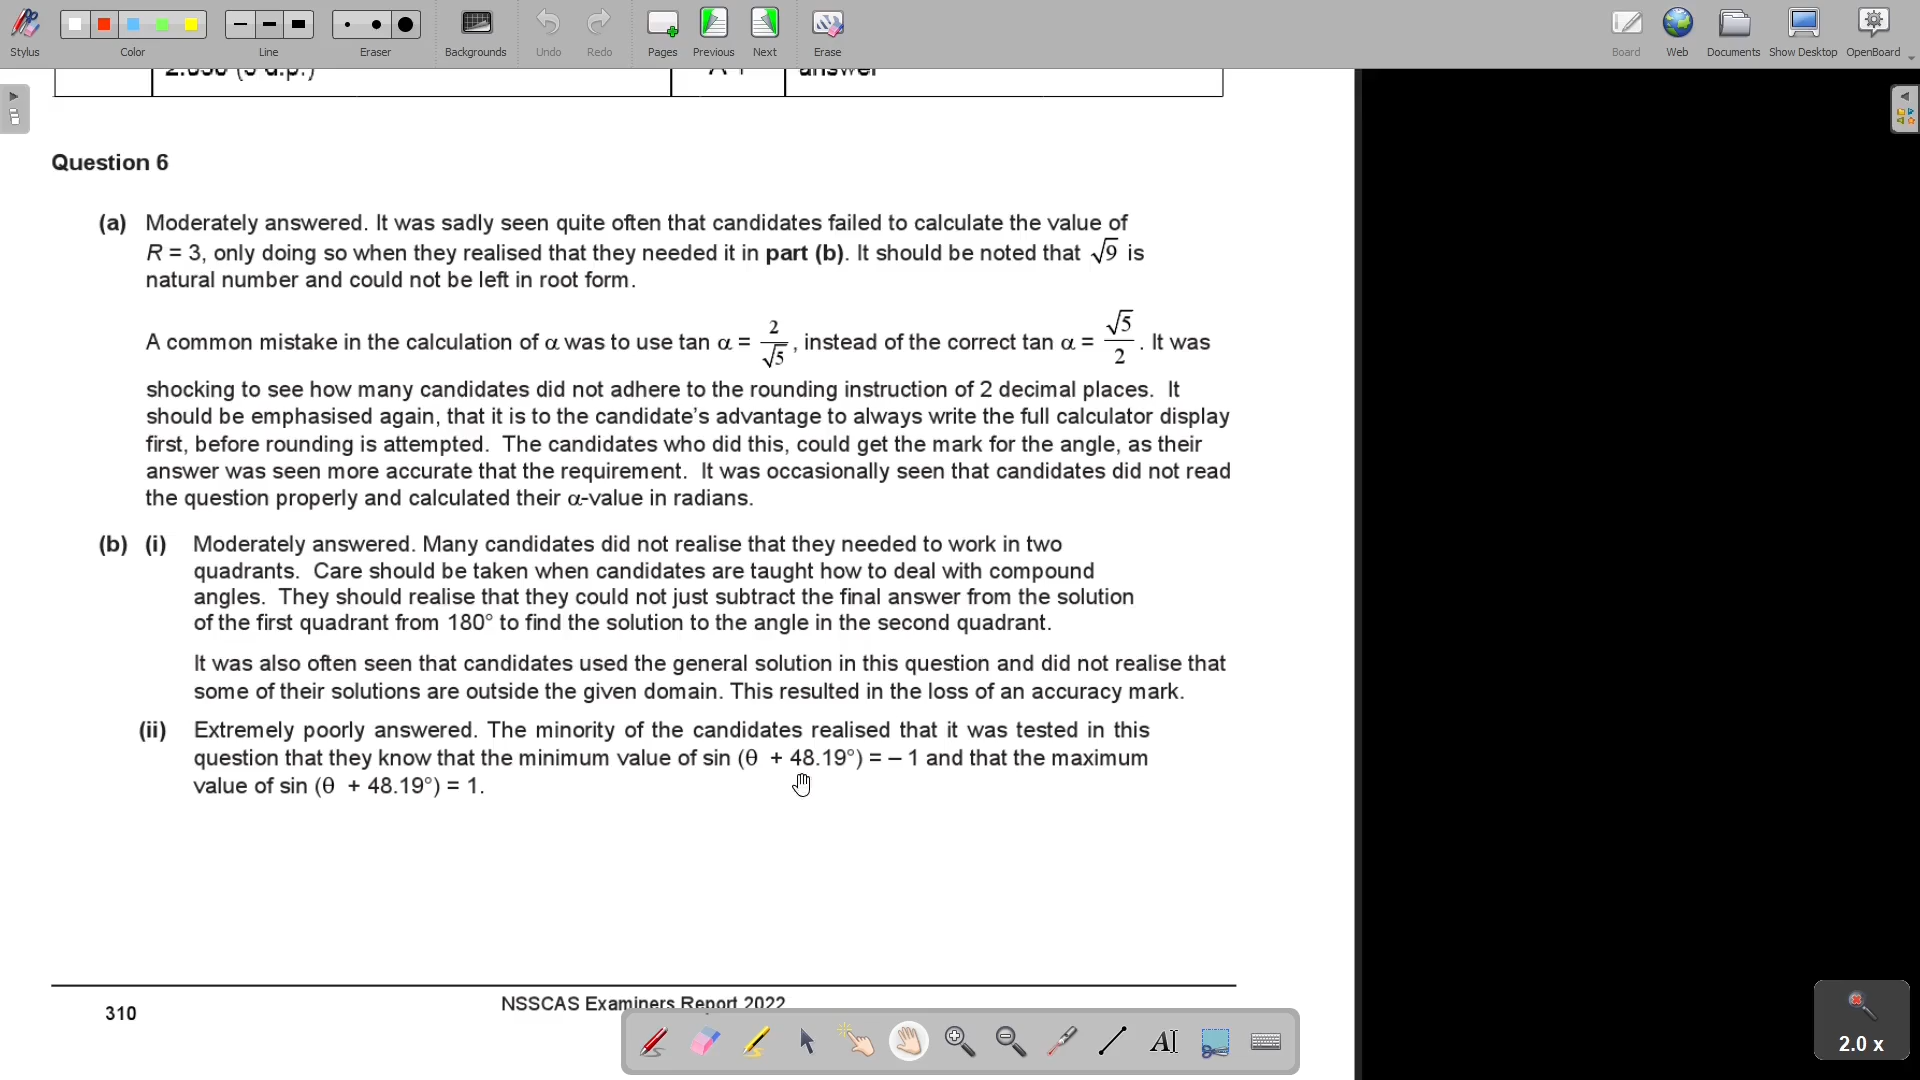 Stylus Color Line Eraser Backgrounds Undo Redo Pages Previous Next Erase Board Web Documents Show Desktop OpenBoard
answer
Question 6
(a) Moderately answered. It was sadly seen quite often that candidates failed to calculate the value of
R = 3, only doing so when they realised that they needed it in part (b). It should be noted that √9 is
natural number and could not be left in root form.
A common mistake in the calculation of α was to use tan α = 2/√5, instead of the correct tan α = √5/2. It was
shocking to see how many candidates did not adhere to the rounding instruction of 2 decimal places. It
should be emphasised again, that it is to the candidate's advantage to always write the full calculator display
first, before rounding is attempted. The candidates who did this, could get the mark for the angle, as their
answer was seen more accurate that the requirement. It was occasionally seen that candidates did not read
the question properly and calculated their α-value in radians.
(b) (i) Moderately answered. Many candidates did not realise that they needed to work in two
quadrants. Care should be taken when candidates are taught how to deal with compound
angles. They should realise that they could not just subtract the final answer from the solution
of the first quadrant from 180° to find the solution to the angle in the second quadrant.
It was also often seen that candidates used the general solution in this question and did not realise that
some of their solutions are outside the given domain. This resulted in the loss of an accuracy mark.
(ii) Extremely poorly answered. The minority of the candidates realised that it was tested in this
question that they know that the minimum value of sin (θ + 48.19°) = – 1 and that the maximum
value of sin (θ + 48.19°) = 1.
310 NSSCAS Examiners Report 2022
AI
2.0 x